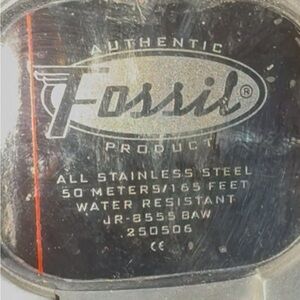 AUTHENTIC
Fossil®
PRODUCT
ALL STAINLESS STEEL
50 METERS/165 FEET
WATER RESISTANT
JR-8555 BAW
250506
CE